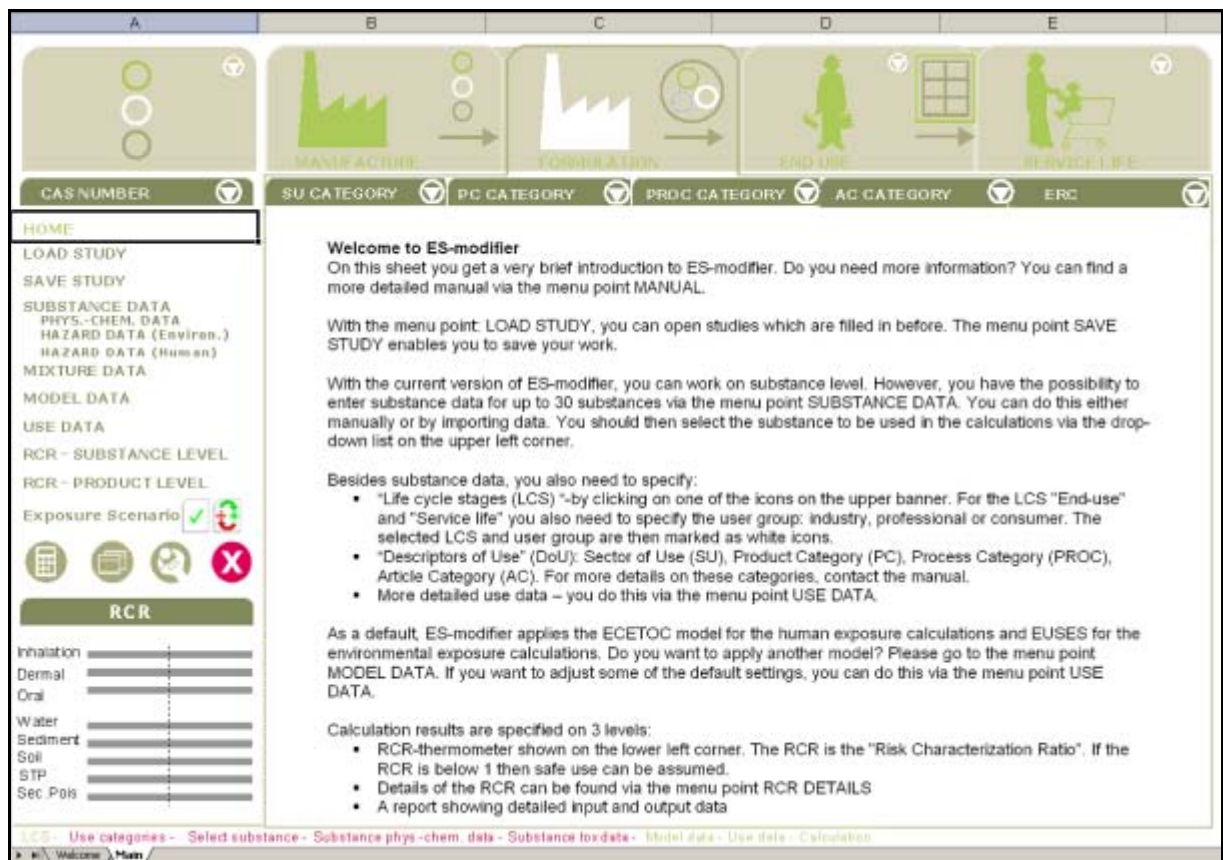 A B C D E
MANUFACTURE FORMULATION END USE SERVICE LIFE
CAS NUMBER SU CATEGORY PC CATEGORY PROC CATEGORY AC CATEGORY ERC
HOME
LOAD STUDY
SAVE STUDY
SUBSTANCE DATA
PHYS.-CHEM. DATA
HAZARD DATA (Environ.)
HAZARD DATA (Human)
MIXTURE DATA
MODEL DATA
USE DATA
RCR - SUBSTANCE LEVEL
RCR - PRODUCT LEVEL
Exposure Scenario
X
RCR
Inhalation
Dermal
Oral
Water
Sediment
Soil
STP
Sec.Pois
Welcome to ES-modifier
On this sheet you get a very brief introduction to ES-modifier. Do you need more information? You can find a
more detailed manual via the menu point MANUAL.
With the menu point: LOAD STUDY, you can open studies which are filled in before. The menu point SAVE
STUDY enables you to save your work.
With the current version of ES-modifier, you can work on substance level. However, you have the possibility to
enter substance data for up to 30 substances via the menu point SUBSTANCE DATA. You can do this either
manually or by importing data. You should then select the substance to be used in the calculations via the drop-
down list on the upper left corner.
Besides substance data, you also need to specify:
▪ "Life cycle stages (LCS) "-by clicking on one of the icons on the upper banner. For the LCS "End-use"
and "Service life" you also need to specify the user group: industry, professional or consumer. The
selected LCS and user group are then marked as white icons.
▪ "Descriptors of Use" (DoU): Sector of Use (SU), Product Category (PC), Process Category (PROC),
Article Category (AC). For more details on these categories, contact the manual.
▪ More detailed use data – you do this via the menu point USE DATA.
As a default, ES-modifier applies the ECETOC model for the human exposure calculations and EUSES for the
environmental exposure calculations. Do you want to apply another model? Please go to the menu point
MODEL DATA. If you want to adjust some of the default settings, you can do this via the menu point USE
DATA.
Calculation results are specified on 3 levels:
▪ RCR-thermometer shown on the lower left corner. The RCR is the "Risk Characterization Ratio". If the
RCR is below 1 then safe use can be assumed.
▪ Details of the RCR can be found via the menu point RCR DETAILS
▪ A report showing detailed input and output data
LCS - Use categories - Select substance - Substance phys-chem. data - Substance tox data - Model data - Use data - Calculation
Welcome Main